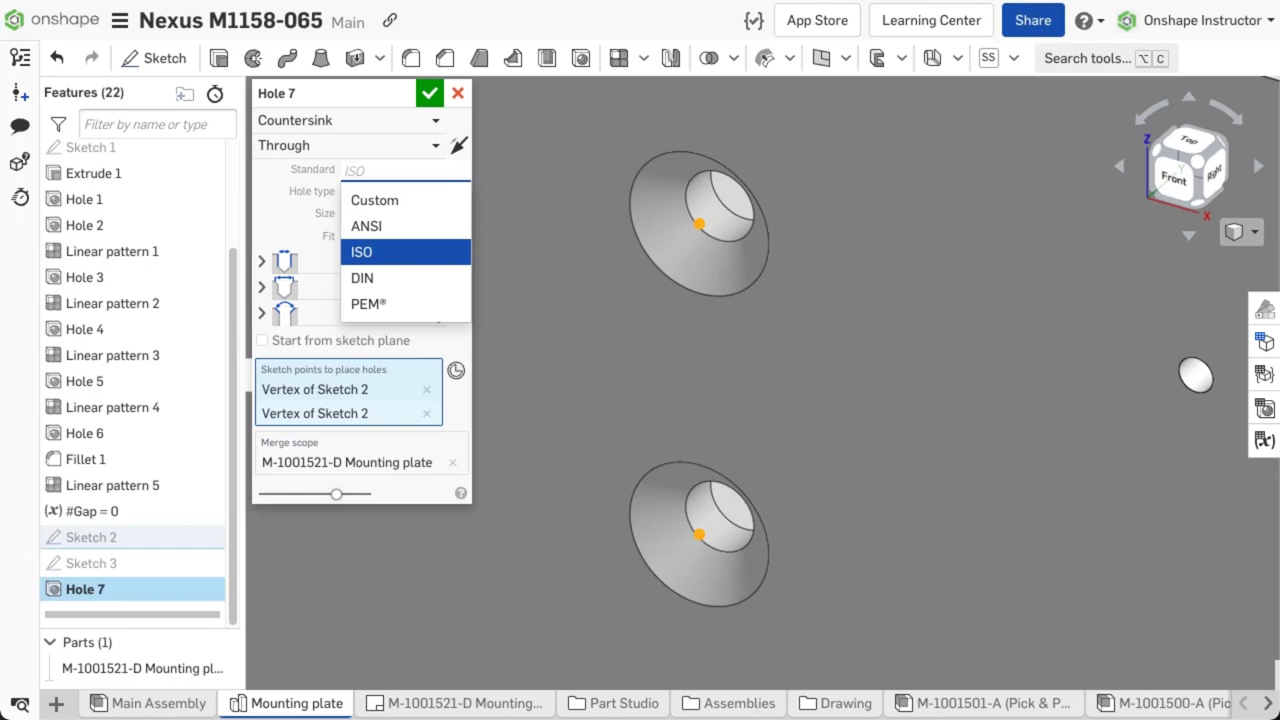 onshape Nexus M1158-065 Main App Store Learning Center Share Onshape Instructor
Sketch SS Search tools... ⌥ C
Features (22)
Filter by name or type
Sketch 1
Extrude 1
Hole 1
Hole 2
Linear pattern 1
Hole 3
Linear pattern 2
Hole 4
Linear pattern 3
Hole 5
Linear pattern 4
Hole 6
Fillet 1
Linear pattern 5
(x) #Gap = 0
Sketch 2
Sketch 3
Hole 7
Parts (1)
M-1001521-D Mounting pl...
Hole 7
Countersink
Through
Standard ISO
Hole type
Size
Fit
Custom
ANSI
ISO
DIN
PEM®
Start from sketch plane
Sketch points to place holes
Vertex of Sketch 2
Vertex of Sketch 2
Merge scope
M-1001521-D Mounting plate
Z
Top
Y
Front
Right
X
Main Assembly Mounting plate M-1001521-D Mounting... Part Studio Assemblies Drawing M-1001501-A (Pick & P... M-1001500-A (Pic